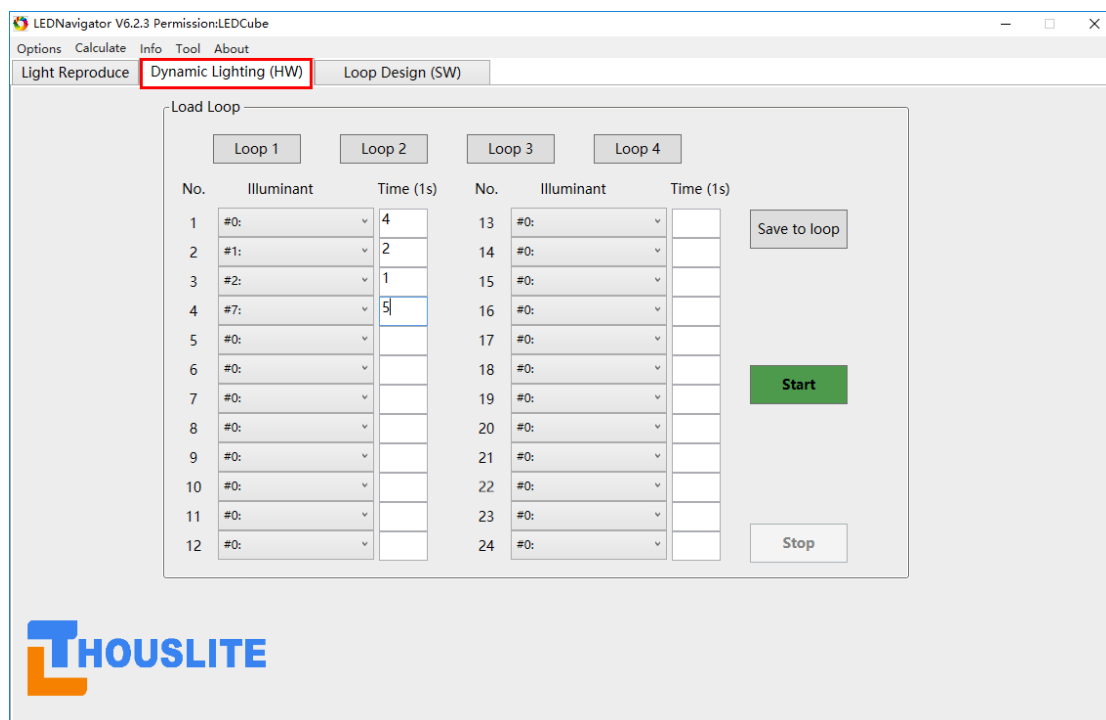 LEDNavigator V6.2.3 Permission:LEDCube
Options Calculate Info Tool About
Light Reproduce Dynamic Lighting (HW) Loop Design (SW)
Load Loop
Loop 1 Loop 2 Loop 3 Loop 4
No. Illuminant Time (1s) No. Illuminant Time (1s)
1 #0: 4 13 #0:
Save to loop
2 #1: 2 14 #0:
3 #2: 1 15 #0:
4 #7: 5 16 #0:
5 #0: 17 #0:
6 #0: 18 #0:
Start
7 #0: 19 #0:
8 #0: 20 #0:
9 #0: 21 #0:
10 #0: 22 #0:
11 #0: 23 #0:
12 #0: 24 #0:
Stop
THOUSLITE